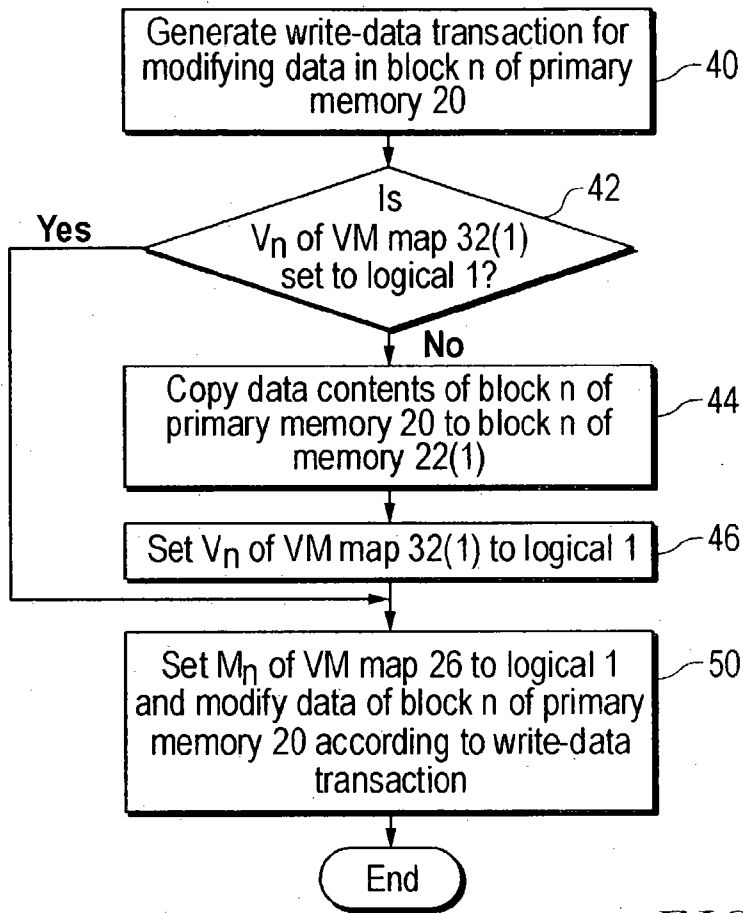 Generate write-data transaction for
modifying data in block n of primary
memory 20
40
Is
Vn of VM map 32(1)
set to logical 1?
42
Yes
No
Copy data contents of block n of
primary memory 20 to block n of
memory 22(1)
44
Set Vn of VM map 32(1) to logical 1
46
Set Mn of VM map 26 to logical 1
and modify data of block n of primary
memory 20 according to write-data
transaction
50
End